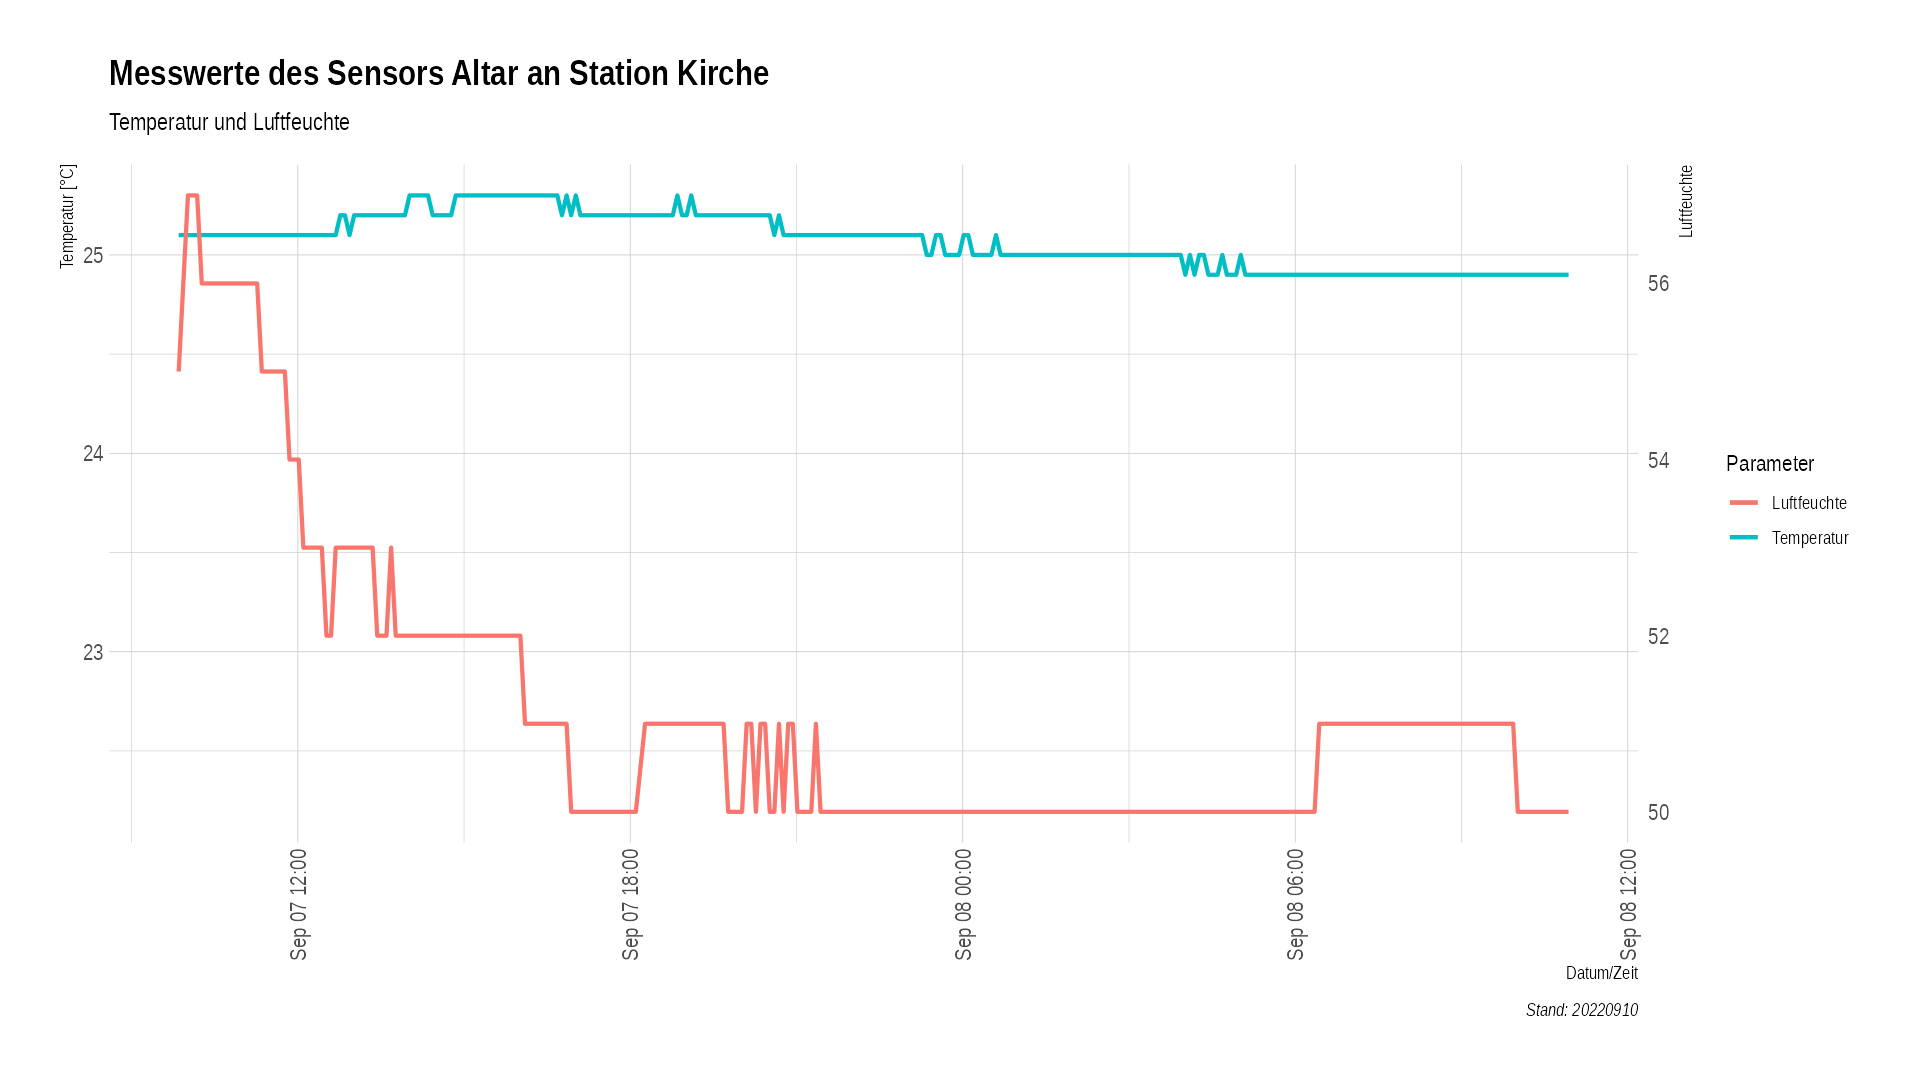 Messwerte des Sensors Altar an Station Kirche
Temperatur und Luftfeuchte
Temperatur [°C]
Luftfeuchte
25
24
23
56
54
52
50
Parameter
Luftfeuchte
Temperatur
Sep 07 12:00
Sep 07 18:00
Sep 08 00:00
Sep 08 06:00
Sep 08 12:00
Datum/Zeit
Stand: 20220910